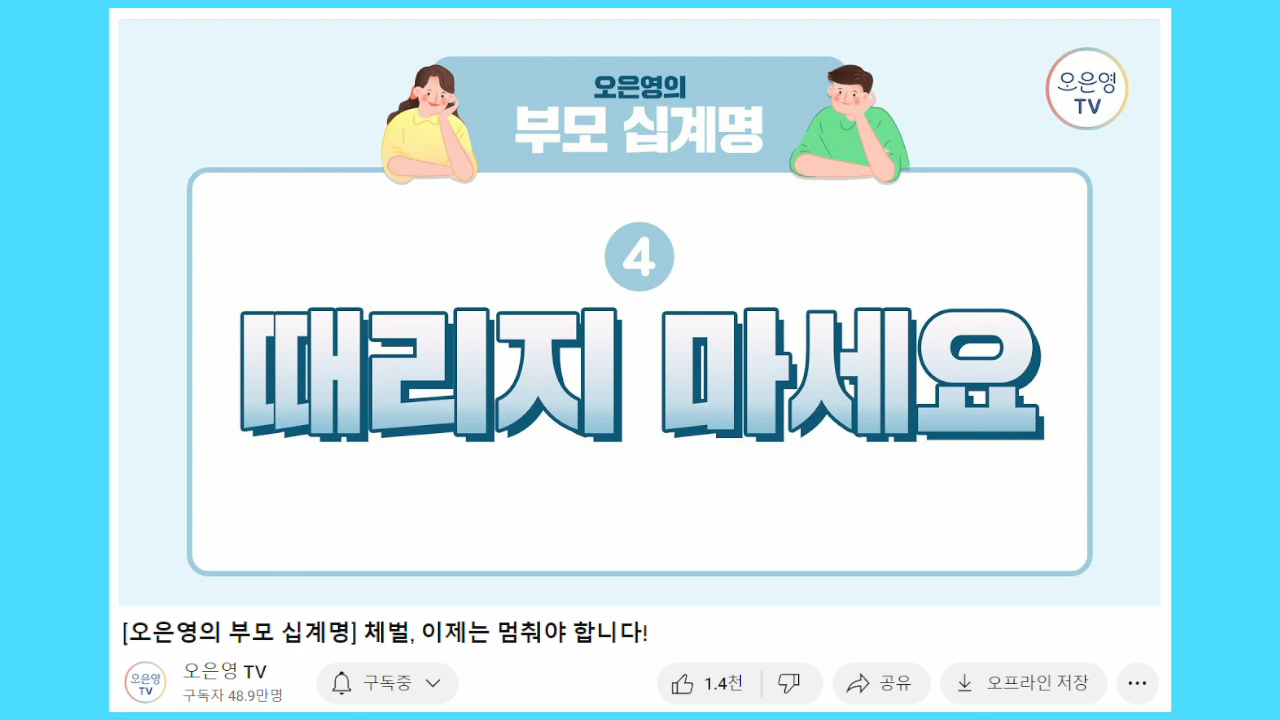 오은영의
부모 십계명
오은영
TV
4
때리지 마세요
[오은영의 부모 십계명] 체벌, 이제는 멈춰야 합니다!
오은영
TV
오은영 TV
구독자 48.9만명
구독중
1.4천
공유
오프라인 저장